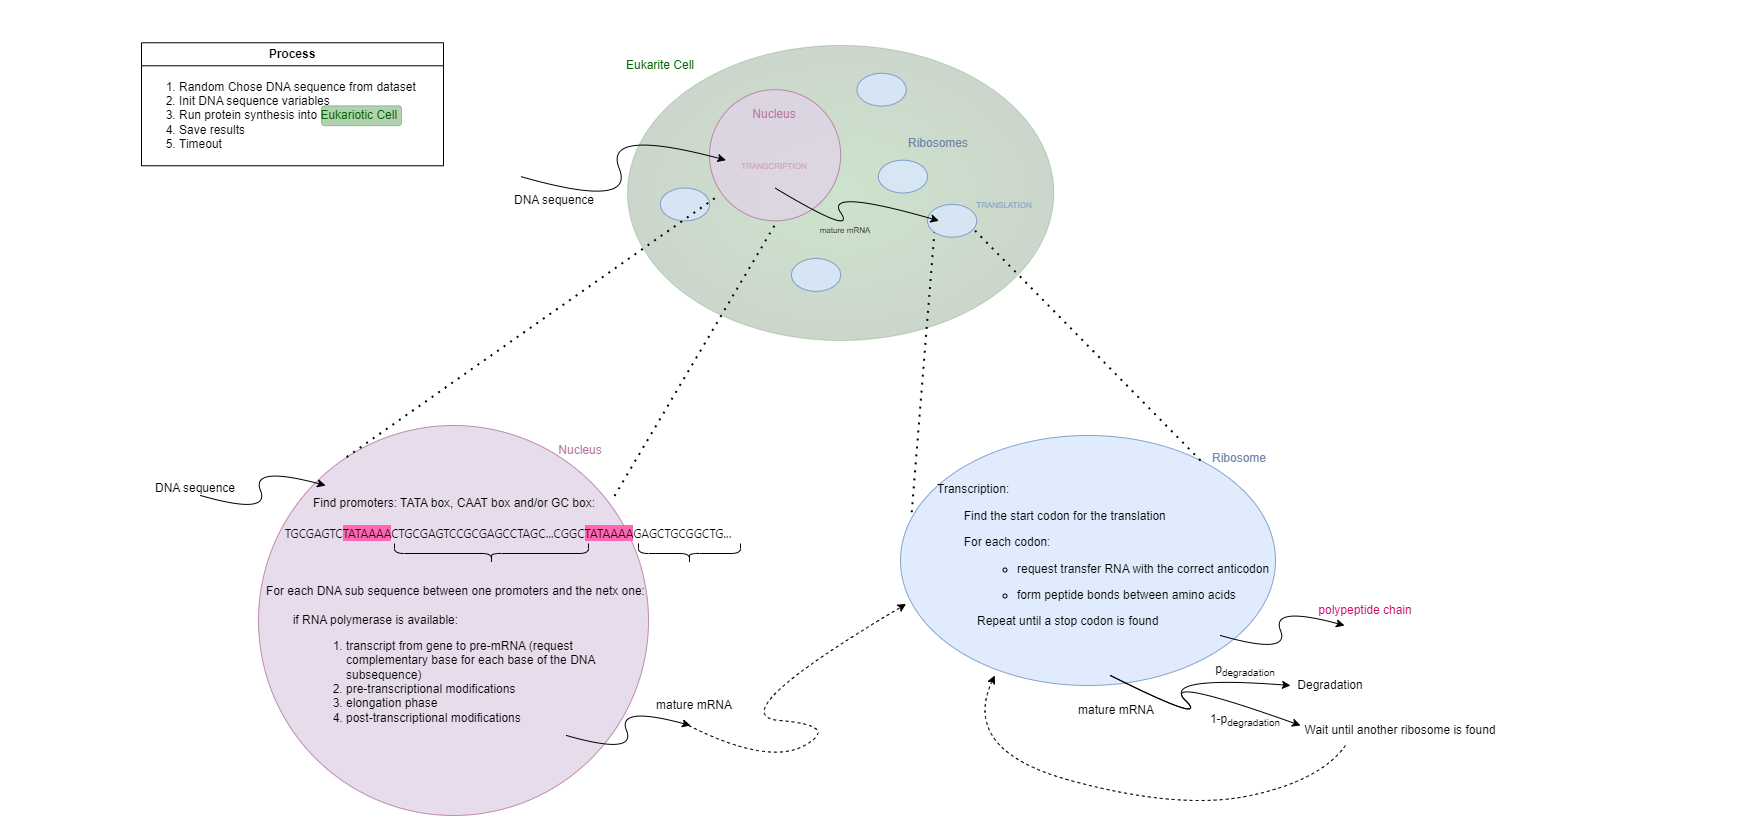 Process
1. Random Chose DNA sequence from dataset
2. Init DNA sequence variables
3. Run protein synthesis into Eukariotic Cell
4. Save results
5. Timeout
Eukarite Cell
Nucleus
TRANSCRIPTION
Ribosomes
DNA sequence
TRANSLATION
mature mRNA
Nucleus
DNA sequence
Find promoters: TATA box, CAAT box and/or GC box:
TGCGAGTCTATAAAACTGCGAGTCCGCGAGCCTAGC...CGGCTATAAAAGAGCTGCGGCTG...
For each DNA sub sequence between one promoters and the netx one:
if RNA polymerase is available:
1. transcript from gene to pre-mRNA (request
complementary base for each base of the DNA
subsequence)
2. pre-transcriptional modifications
3. elongation phase
4. post-transcriptional modifications
mature mRNA
Ribosome
Transcription:
Find the start codon for the translation
For each codon:
request transfer RNA with the correct anticodon
form peptide bonds between amino acids
Repeat until a stop codon is found
polypeptide chain
pdegradation
Degradation
mature mRNA
1-pdegradation
Wait until another ribosome is found